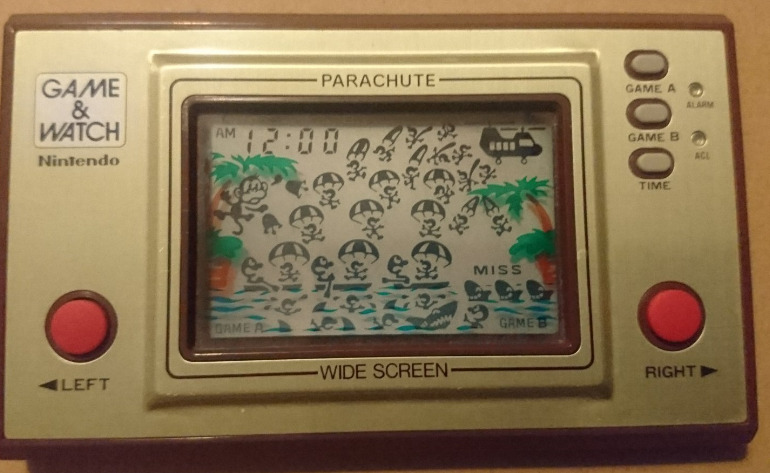 GAME
&
WATCH
Nintendo
PARACHUTE
GAME A
ALARM
GAME B
ACL
TIME
AM 12:00
MISS
GAME A
GAME B
WIDE SCREEN
◄LEFT
RIGHT►